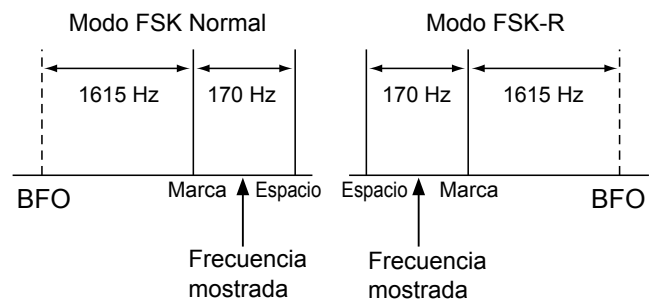 Modo FSK Normal
1615 Hz
170 Hz
BFO
Marca
Espacio
Frecuencia
mostrada
Modo FSK-R
170 Hz
1615 Hz
Espacio
Marca
BFO
Frecuencia
mostrada